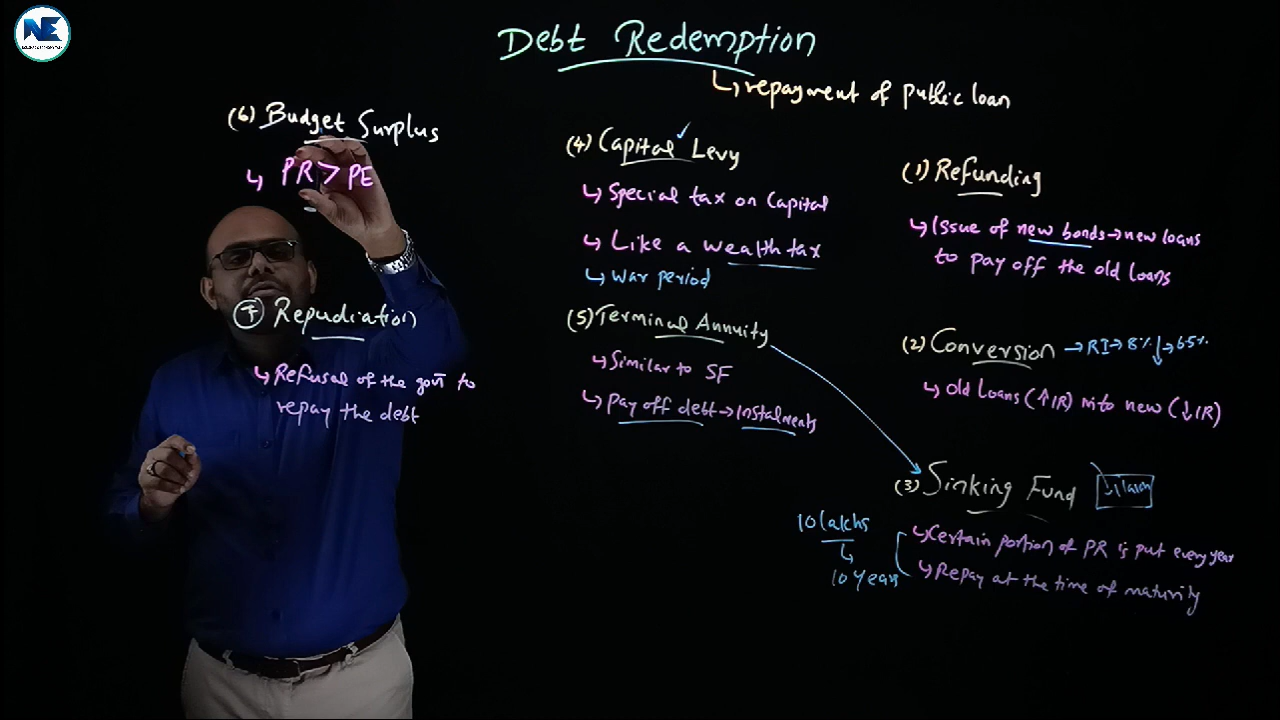 NE
Debt Redemption
↳ repayment of public loan
(1) Refunding
↳ Issue of new bonds → new loans
to pay off the old loans
(2) Conversion → RI → 8% ↓ → 6.5%
↳ Old Loans (↑IR) into new (↓IR)
(3) Sinking Fund
↳ Certain portion of PR is put every year
↳ Repay at the time of maturity
10 lakhs
↳
10 years
(4) Capital Levy
↳ Special tax on Capital
↳ Like a wealth tax
↳ war period
(5) Terminal Annuity
↳ Similar to SF
↳ pay off debt → instalments
(6) Budget Surplus
↳ PR > PE
(7) Repudiation
↳ Refusal of the govt to
repay the debt